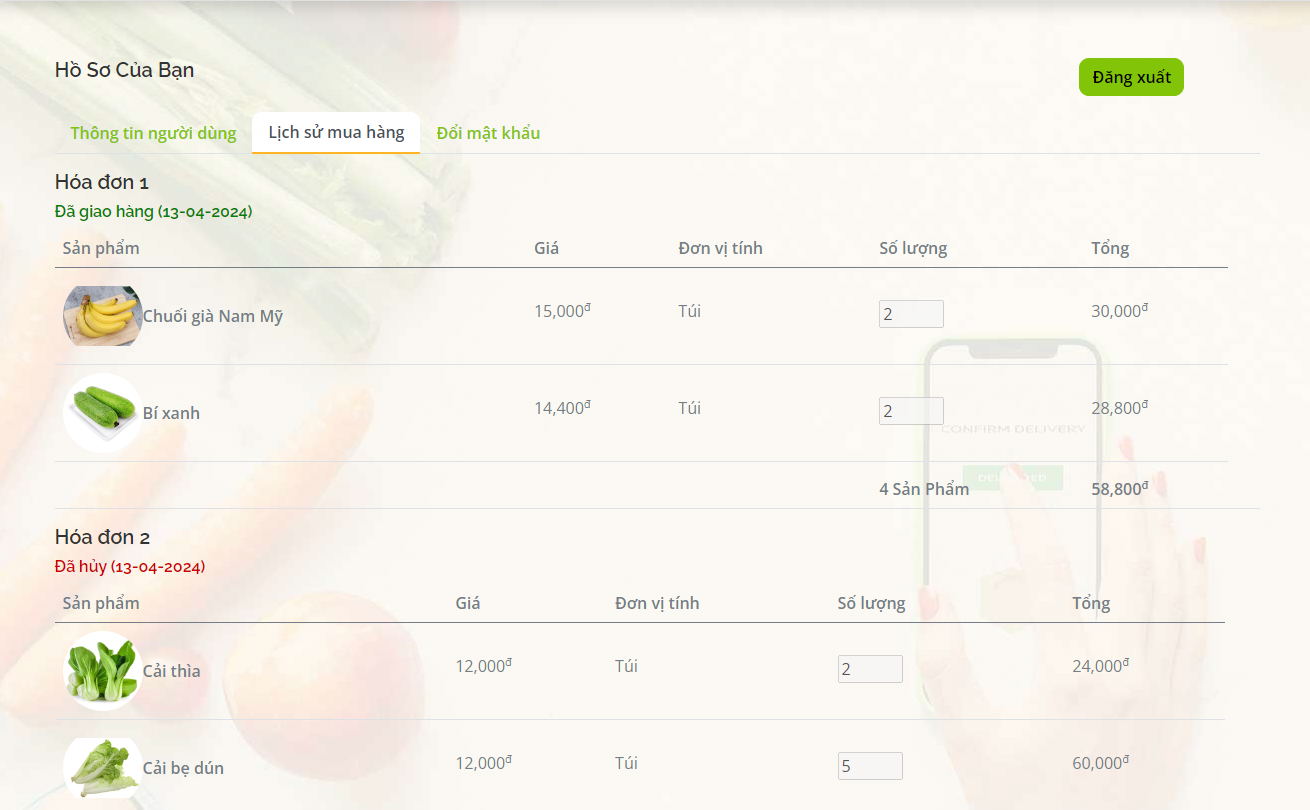 Hồ Sơ Của Bạn
Đăng xuất
Thông tin người dùng Lịch sử mua hàng Đổi mật khẩu
Hóa đơn 1
Đã giao hàng (13-04-2024)
Sản phẩm Giá Đơn vị tính Số lượng Tổng
Chuối già Nam Mỹ 15,000đ Túi 2 30,000đ
Bí xanh 14,400đ Túi 2 28,800đ
CONFIRM DELIVERY
4 Sản Phẩm 58,800đ
Hóa đơn 2
Đã hủy (13-04-2024)
Sản phẩm Giá Đơn vị tính Số lượng Tổng
Cải thìa 12,000đ Túi 2 24,000đ
Cải bẹ dún 12,000đ Túi 5 60,000đ